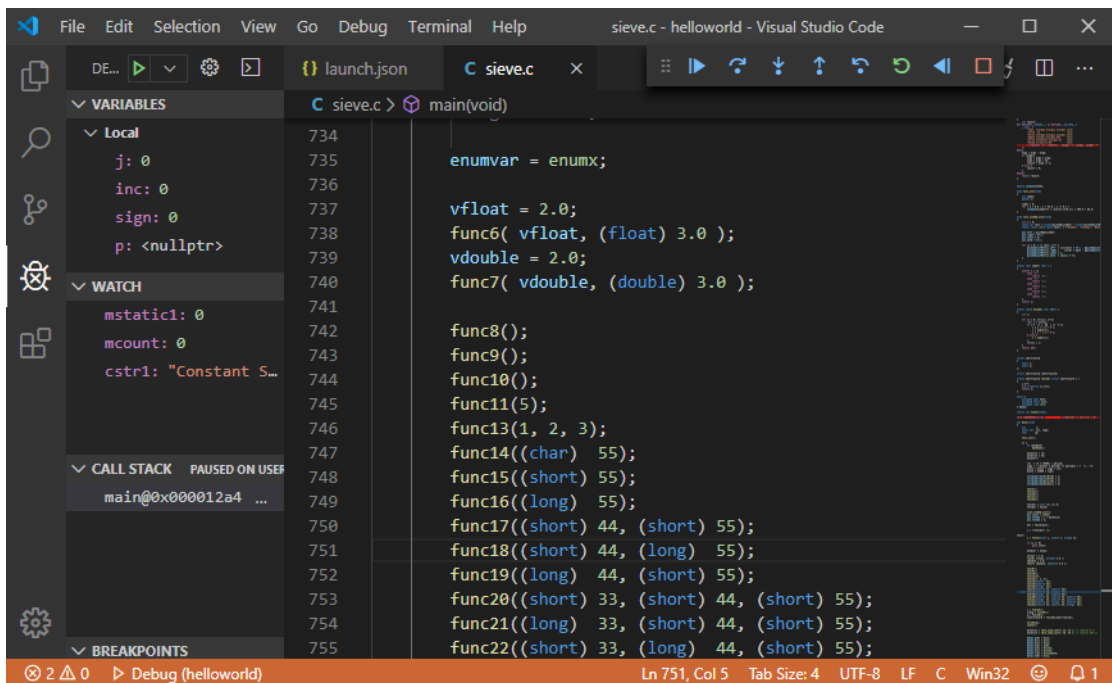 File Edit Selection View Go Debug Terminal Help sieve.c - helloworld - Visual Studio Code
DE...
{} launch.json
C sieve.c
VARIABLES
Local
j: 0
inc: 0
sign: 0
p: <nullptr>
WATCH
mstatic1: 0
mcount: 0
cstr1: "Constant S...
CALL STACK PAUSED ON USER
main@0x000012a4 ...
BREAKPOINTS
C sieve.c > main(void)
734
735 enumvar = enumx;
736
737 vfloat = 2.0;
738 func6( vfloat, (float) 3.0 );
739 vdouble = 2.0;
740 func7( vdouble, (double) 3.0 );
741
742 func8();
743 func9();
744 func10();
745 func11(5);
746 func13(1, 2, 3);
747 func14((char)  55);
748 func15((short) 55);
749 func16((long)  55);
750 func17((short) 44, (short) 55);
751 func18((short) 44, (long)  55);
752 func19((long)  44, (short) 55);
753 func20((short) 33, (short) 44, (short) 55);
754 func21((long)  33, (short) 44, (short) 55);
755 func22((short) 33, (long)  44, (short) 55);
2 0 Debug (helloworld) Ln 751, Col 5 Tab Size: 4 UTF-8 LF C Win32 1